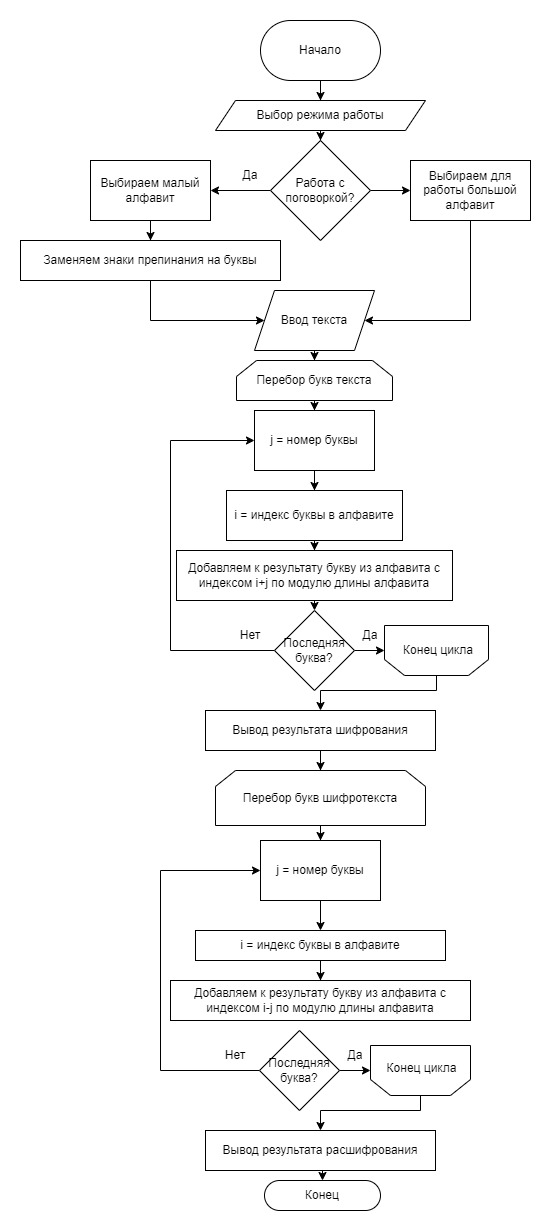 Начало
Выбор режима работы
Да
Выбираем малый
алфавит
Работа с
поговоркой?
Выбираем для
работы большой
алфавит
Заменяем знаки препинания на буквы
Ввод текста
Перебор букв текста
j = номер буквы
i = индекс буквы в алфавите
Добавляем к результату букву из алфавита с
индексом i+j по модулю длины алфавита
Нет
Последняя
буква?
Да
Конец цикла
Вывод результата шифрования
Перебор букв шифротекста
j = номер буквы
i = индекс буквы в алфавите
Добавляем к результату букву из алфавита с
индексом i-j по модулю длины алфавита
Нет
Последняя
буква?
Да
Конец цикла
Вывод результата расшифрования
Конец